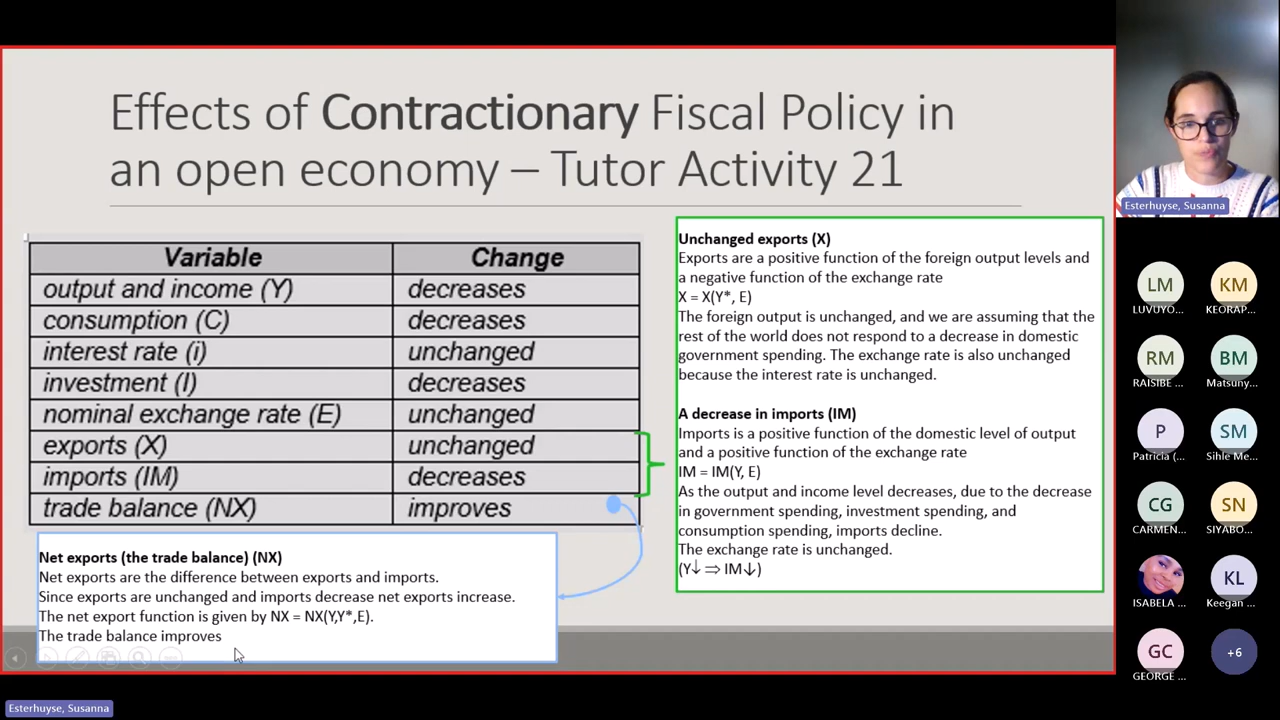 Effects of Contractionary Fiscal Policy in
an open economy – Tutor Activity 21
Variable Change
output and income (Y) decreases
consumption (C) decreases
interest rate (i) unchanged
investment (I) decreases
nominal exchange rate (E) unchanged
exports (X) unchanged
imports (IM) decreases
trade balance (NX) improves
Net exports (the trade balance) (NX)
Net exports are the difference between exports and imports.
Since exports are unchanged and imports decrease net exports increase.
The net export function is given by NX = NX(Y,Y*,E).
The trade balance improves
Unchanged exports (X)
Exports are a positive function of the foreign output levels and
a negative function of the exchange rate
X = X(Y*, E)
The foreign output is unchanged, and we are assuming that the
rest of the world does not respond to a decrease in domestic
government spending. The exchange rate is also unchanged
because the interest rate is unchanged.
A decrease in imports (IM)
Imports is a positive function of the domestic level of output
and a positive function of the exchange rate
IM = IM(Y, E)
As the output and income level decreases, due to the decrease
in government spending, investment spending, and
consumption spending, imports decline.
The exchange rate is unchanged.
(Y↓ ⇒ IM↓)
Esterhuyse, Susanna
LM KM
LUVUYO... KEORAP...
RM BM
RAISIBE ... Matsuny...
P SM
Patricia (... Sihle Me...
CG SN
CARMEN... SIYABO...
KL
ISABELA ... Keegan ...
GC +6
GEORGE ...
Esterhuyse, Susanna